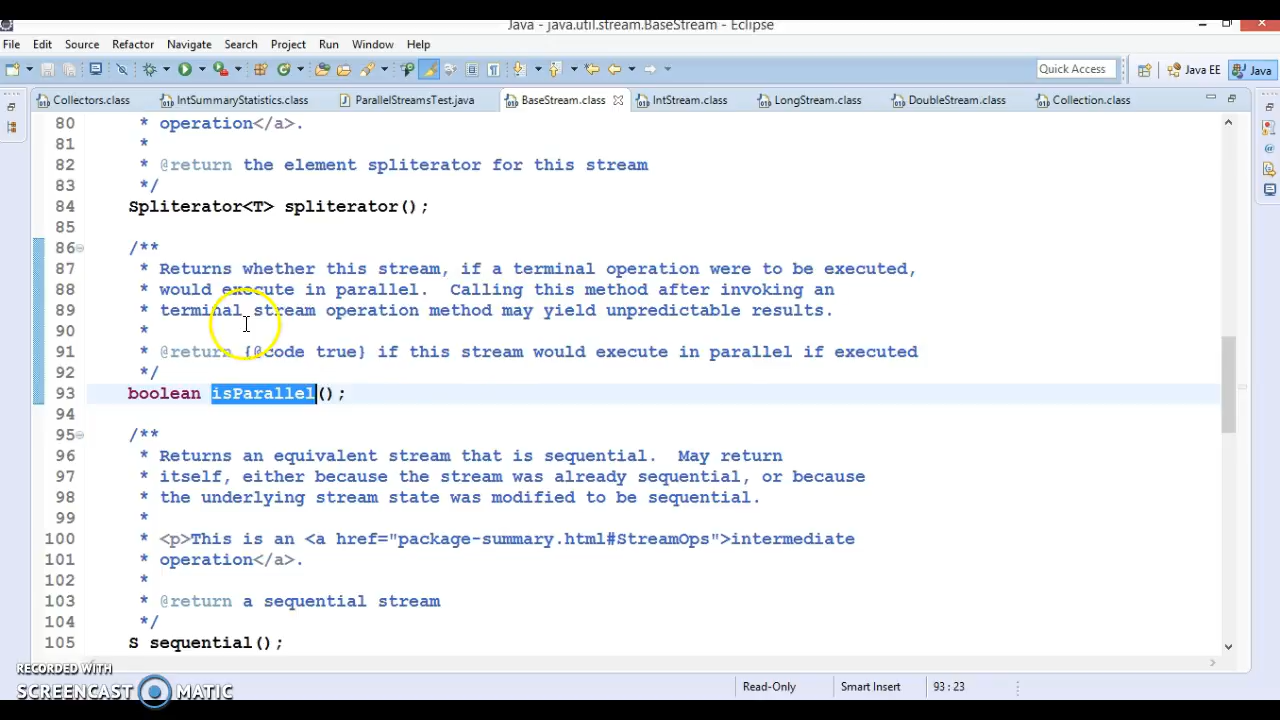 Java - java.util.stream.BaseStream - Eclipse
File Edit Source Refactor Navigate Search Project Run Window Help
Quick Access Java EE Java
Collectors.class IntSummaryStatistics.class ParallelStreamsTest.java BaseStream.class IntStream.class LongStream.class DoubleStream.class Collection.class
80 * operation</a>.
81 *
82 * @return the element spliterator for this stream
83 */
84 Spliterator<T> spliterator();
85
86 /**
87 * Returns whether this stream, if a terminal operation were to be executed,
88 * would execute in parallel. Calling this method after invoking an
89 * terminal stream operation method may yield unpredictable results.
90 *
91 * @return {@code true} if this stream would execute in parallel if executed
92 */
93 boolean isParallel();
94
95 /**
96 * Returns an equivalent stream that is sequential. May return
97 * itself, either because the stream was already sequential, or because
98 * the underlying stream state was modified to be sequential.
99 *
100 * <p>This is an <a href="package-summary.html#StreamOps">intermediate
101 * operation</a>.
102 *
103 * @return a sequential stream
104 */
105 S sequential();
RECORDED WITH
SCREENCAST MATIC
Read-Only Smart Insert 93 : 23